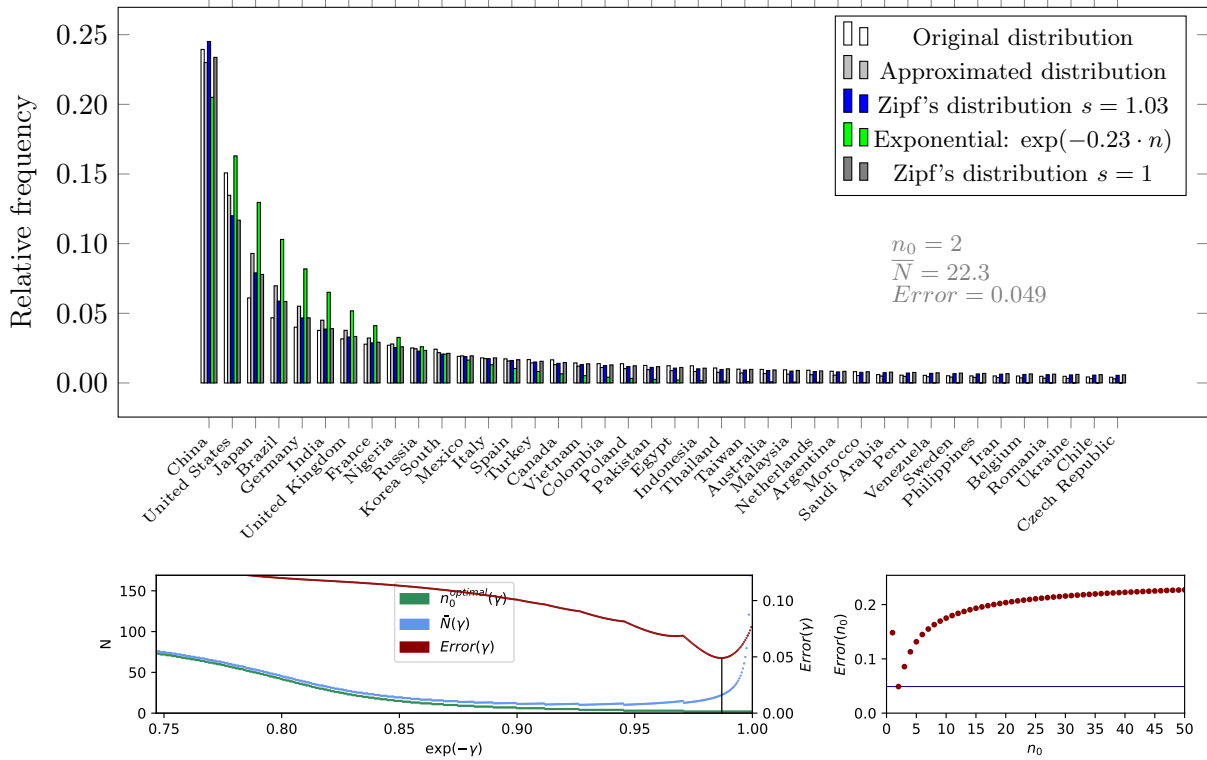 Relative frequency
0.25
0.20
0.15
0.10
0.05
0.00
Original distribution
Approximated distribution
Zipf's distribution s = 1.03
Exponential: exp(−0.23 · n)
Zipf's distribution s = 1
n₀ = 2
N̅ = 22.3
Error = 0.049
China
United States
Japan
Brazil
Germany
India
United Kingdom
France
Nigeria
Russia
Korea South
Mexico
Italy
Spain
Turkey
Canada
Vietnam
Colombia
Poland
Pakistan
Egypt
Indonesia
Thailand
Taiwan
Australia
Malaysia
Netherlands
Argentina
Morocco
Saudi Arabia
Peru
Venezuela
Sweden
Philippines
Iran
Belgium
Romania
Ukraine
Chile
Czech Republic
N
150
100
50
0
n₀^optimal(γ)
N̄(γ)
Error(γ)
0.10
0.05
0.00
Error(γ)
0.75 0.80 0.85 0.90 0.95 1.00
exp(−γ)
Error(n₀)
0.2
0.1
0.0
0 5 10 15 20 25 30 35 40 45 50
n₀